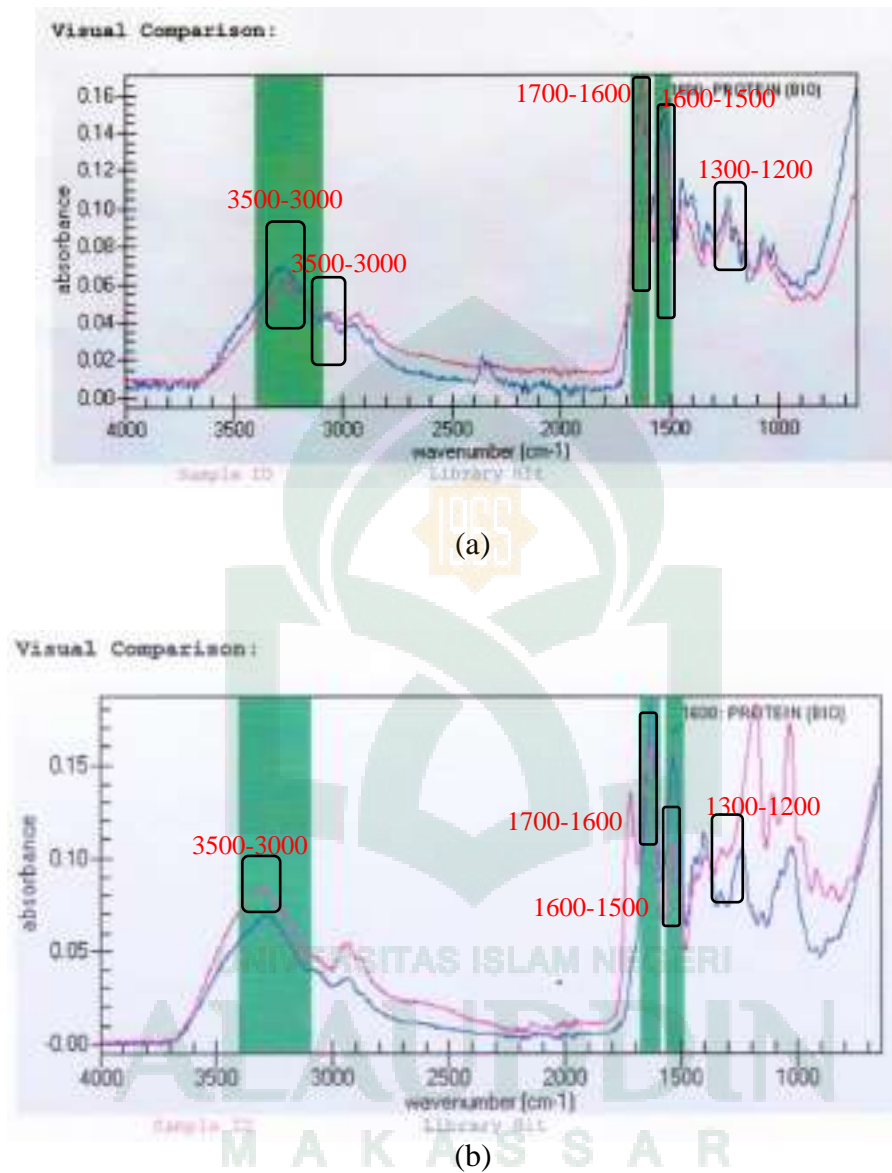 Visual Comparison:
1700-1600
1600-1500
PROTEIN (BIO)
0.16
0.14
1300-1200
0.12
3500-3000
0.10
0.08
3500-3000
0.06
0.04
0.02
0.00
absorbance
4000 3500 3000 2500 2000 1500 1000
wavenumber [cm-1]
Sample ID Library Hit
1965
(a)
Visual Comparison:
1600: PROTEIN (BIO)
0.15
1300-1200
1700-1600
3500-3000
0.10
1600-1500
0.05
-0.00
absorbance
UNIVERSITAS ISLAM NEGERI
ALAUDDIN
4000 3500 3000 2500 2000 1500 1000
wavenumber [cm-1]
Sample ID Library Hit
MAKASSAR
(b)